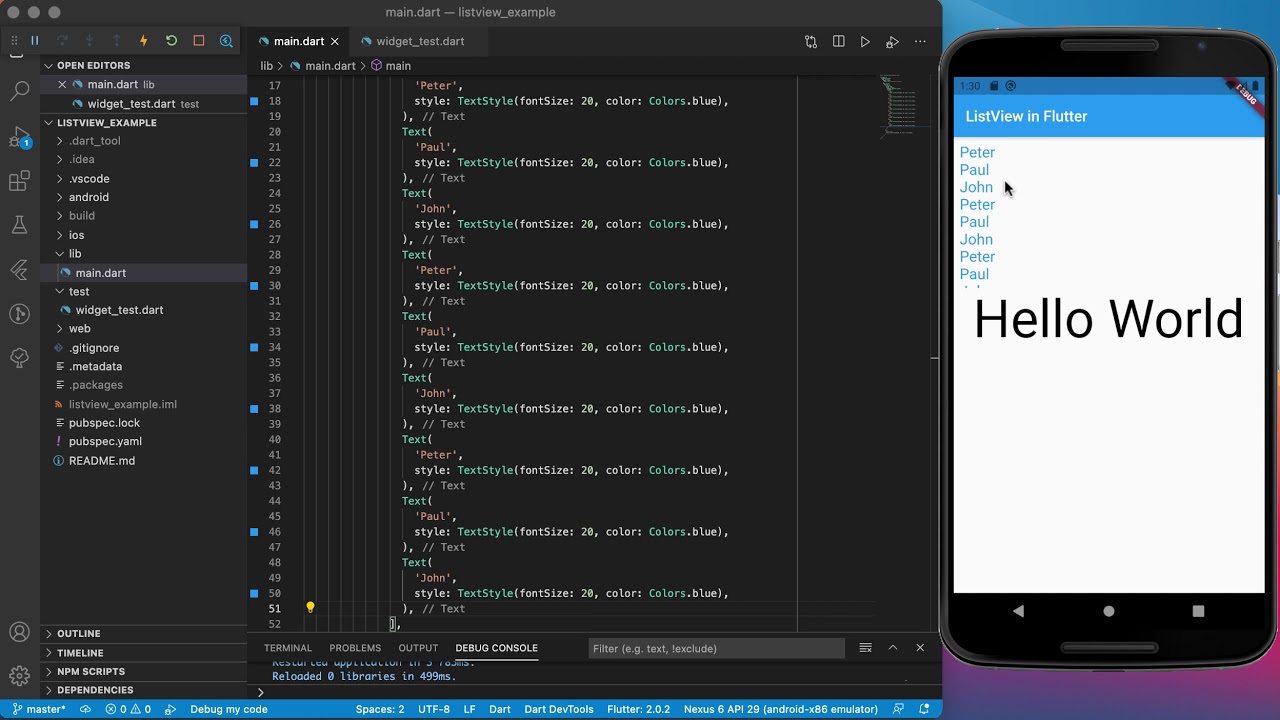 main.dart — listview_example
main.dart
widget_test.dart
OPEN EDITORS
main.dart lib
widget_test.dart test
LISTVIEW_EXAMPLE
.dart_tool
.idea
.vscode
android
build
ios
lib
main.dart
test
widget_test.dart
web
.gitignore
.metadata
.packages
listview_example.iml
pubspec.lock
pubspec.yaml
README.md
OUTLINE
TIMELINE
NPM SCRIPTS
DEPENDENCIES
1
lib > main.dart > main
17 'Peter',
18 style: TextStyle(fontSize: 20, color: Colors.blue),
19 ), // Text
20 Text(
21 'Paul',
22 style: TextStyle(fontSize: 20, color: Colors.blue),
23 ), // Text
24 Text(
25 'John',
26 style: TextStyle(fontSize: 20, color: Colors.blue),
27 ), // Text
28 Text(
29 'Peter',
30 style: TextStyle(fontSize: 20, color: Colors.blue),
31 ), // Text
32 Text(
33 'Paul',
34 style: TextStyle(fontSize: 20, color: Colors.blue),
35 ), // Text
36 Text(
37 'John',
38 style: TextStyle(fontSize: 20, color: Colors.blue),
39 ), // Text
40 Text(
41 'Peter',
42 style: TextStyle(fontSize: 20, color: Colors.blue),
43 ), // Text
44 Text(
45 'Paul',
46 style: TextStyle(fontSize: 20, color: Colors.blue),
47 ), // Text
48 Text(
49 'John',
50 style: TextStyle(fontSize: 20, color: Colors.blue),
51 ), // Text
52 ],
TERMINAL PROBLEMS OUTPUT DEBUG CONSOLE
Filter (e.g. text, !exclude)
Restarted application in 3 783ms.
Reloaded 0 libraries in 499ms.
>
master* 0 0 Debug my code
Spaces: 2 UTF-8 LF Dart Dart DevTools Flutter: 2.0.2 Nexus 6 API 29 (android-x86 emulator)
1:30
DEBUG
ListView in Flutter
Peter
Paul
John
Peter
Paul
John
Peter
Paul
Hello World